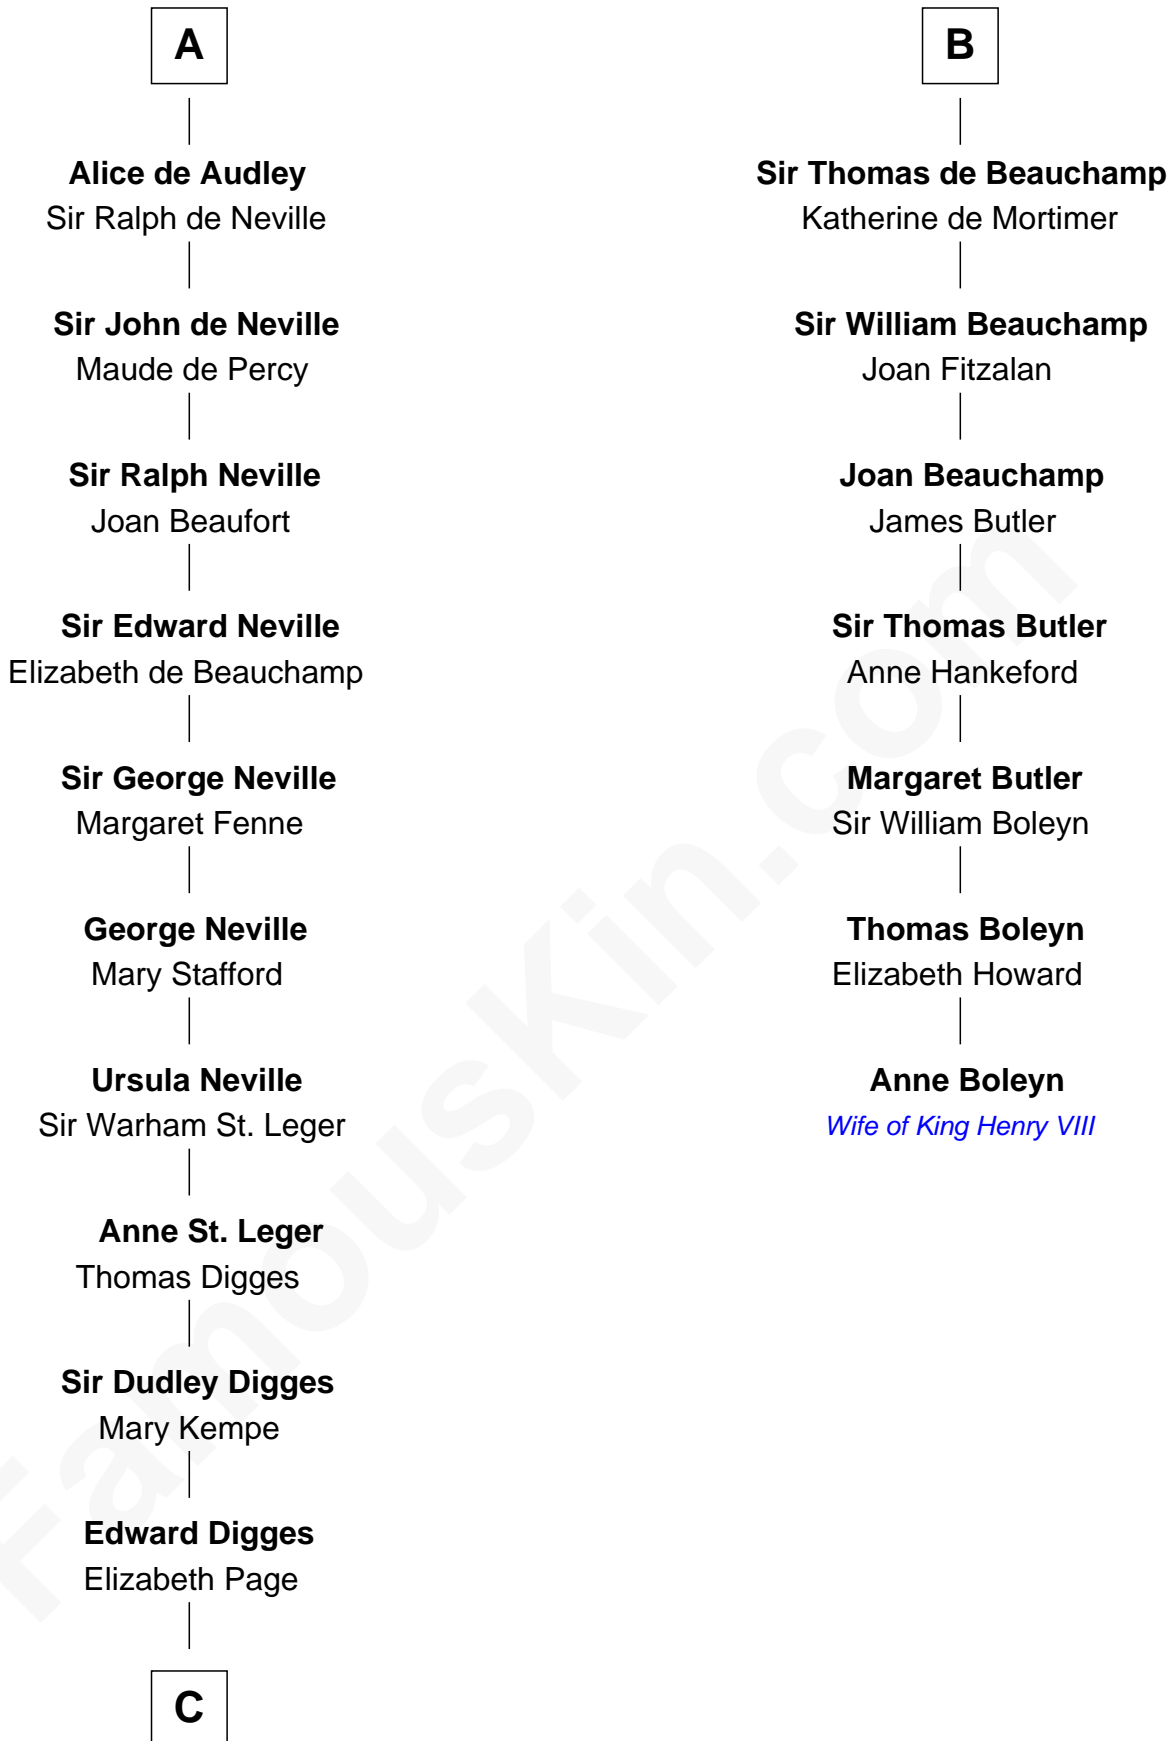 A
Alice de Audley
Sir Ralph de Neville
Sir John de Neville
Maude de Percy
Sir Ralph Neville
Joan Beaufort
Sir Edward Neville
Elizabeth de Beauchamp
Sir George Neville
Margaret Fenne
George Neville
Mary Stafford
Ursula Neville
Sir Warham St. Leger
Anne St. Leger
Thomas Digges
Sir Dudley Digges
Mary Kempe
Edward Digges
Elizabeth Page
C
B
Sir Thomas de Beauchamp
Katherine de Mortimer
Sir William Beauchamp
Joan Fitzalan
Joan Beauchamp
James Butler
Sir Thomas Butler
Anne Hankeford
Margaret Butler
Sir William Boleyn
Thomas Boleyn
Elizabeth Howard
Anne Boleyn
Wife of King Henry VIII
FamousKin.com